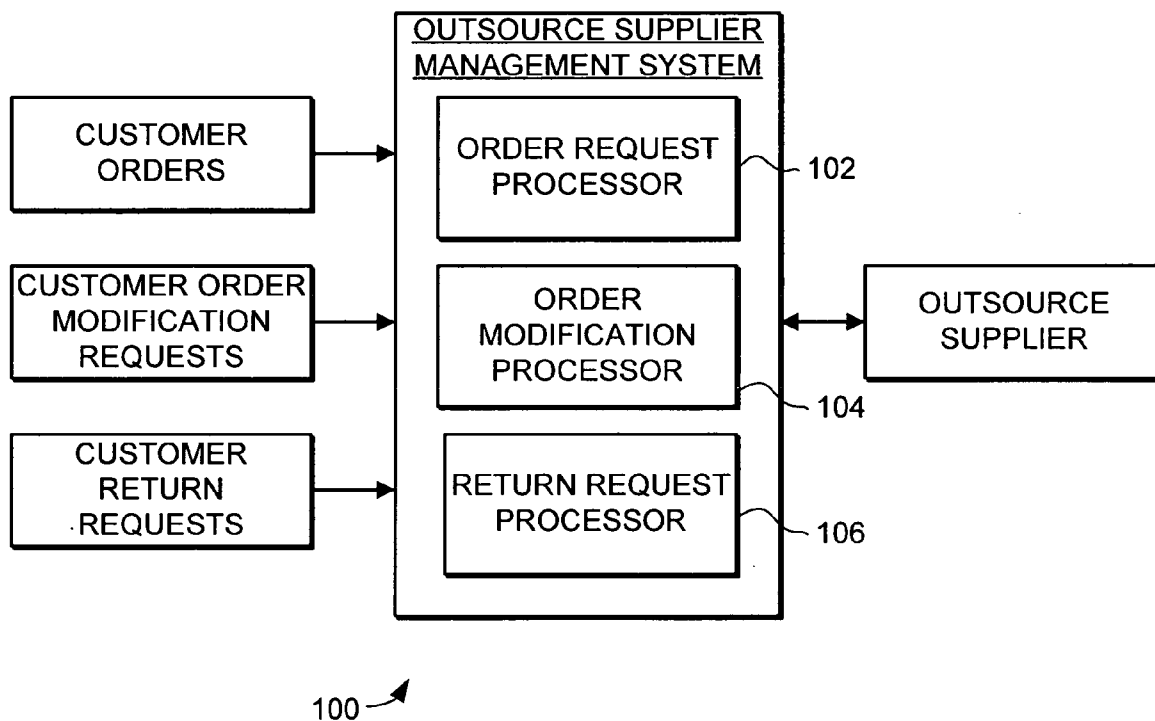 OUTSOURCE SUPPLIER
MANAGEMENT SYSTEM
CUSTOMER
ORDERS
ORDER REQUEST
PROCESSOR
102
CUSTOMER ORDER
MODIFICATION
REQUESTS
ORDER
MODIFICATION
PROCESSOR
104
OUTSOURCE
SUPPLIER
CUSTOMER
RETURN
REQUESTS
RETURN REQUEST
PROCESSOR
106
100